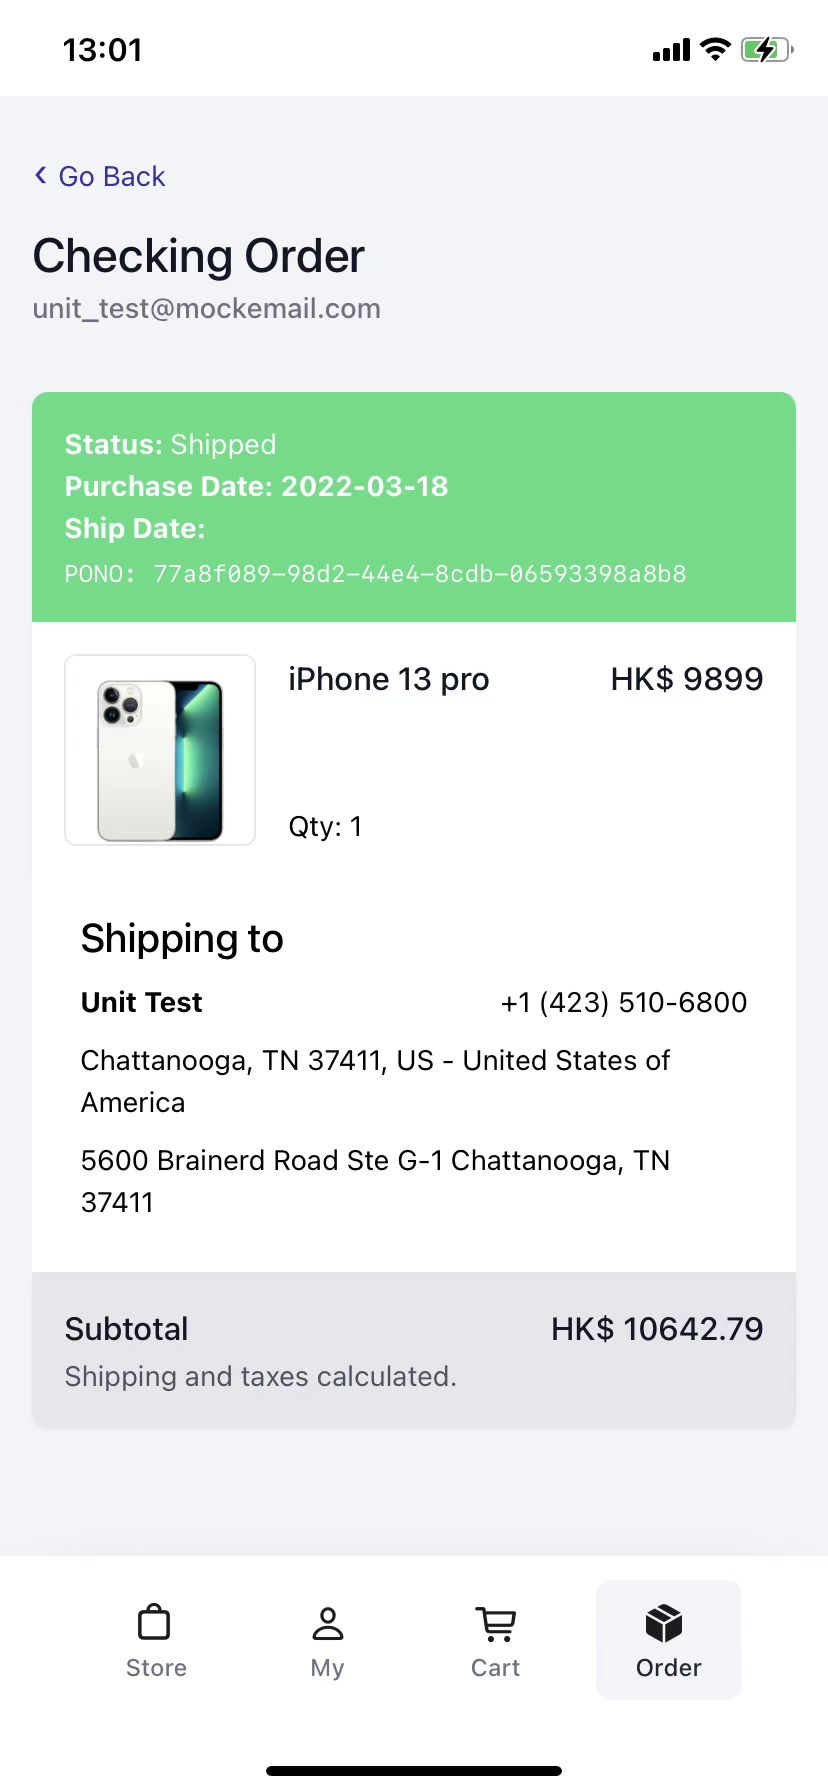 13:01
Go Back
Checking Order
unit_test@mockemail.com
Status: Shipped
Purchase Date: 2022-03-18
Ship Date:
PONO: 77a8f089-98d2-44e4-8cdb-06593398a8b8
iPhone 13 pro HK$ 9899
Qty: 1
Shipping to
Unit Test +1 (423) 510-6800
Chattanooga, TN 37411, US - United States of
America
5600 Brainerd Road Ste G-1 Chattanooga, TN
37411
Subtotal HK$ 10642.79
Shipping and taxes calculated.
Store My Cart Order